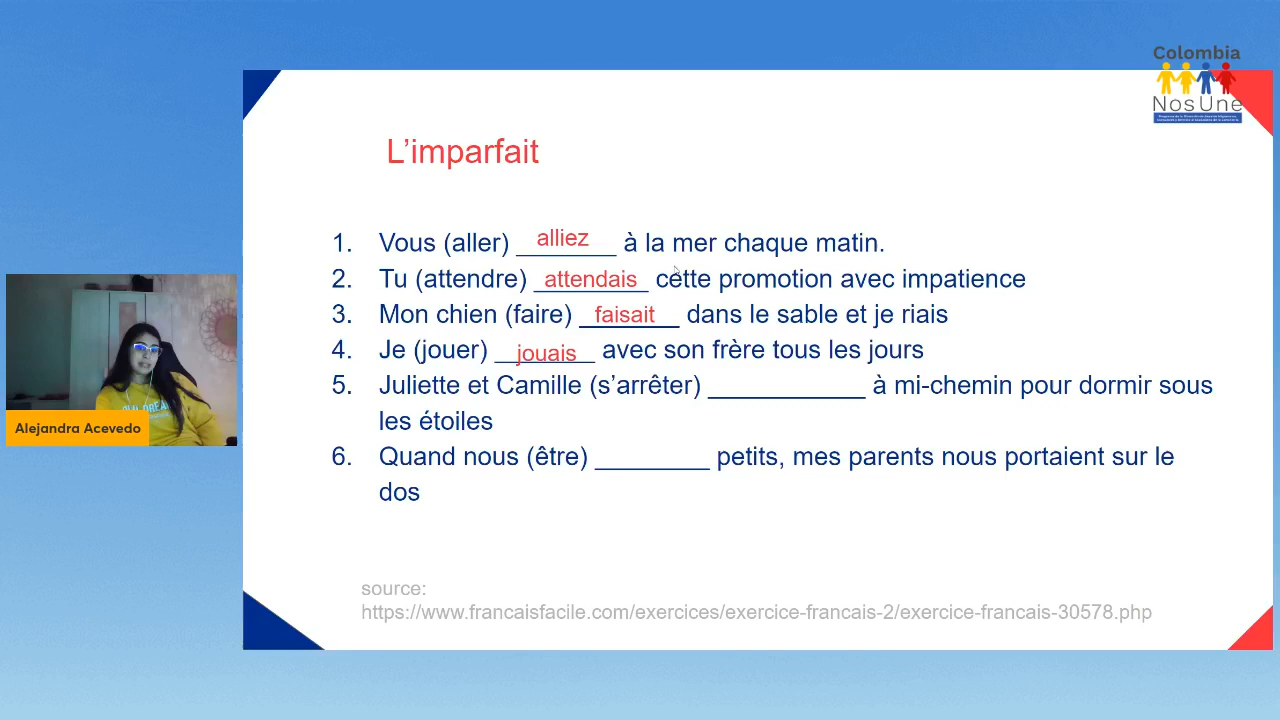 Colombia
NosUne
L'imparfait
1. Vous (aller) alliez à la mer chaque matin.
2. Tu (attendre) attendais cette promotion avec impatience
3. Mon chien (faire) faisait dans le sable et je riais
4. Je (jouer) jouais avec son frère tous les jours
5. Juliette et Camille (s'arrêter) ___________ à mi-chemin pour dormir sous
les étoiles
6. Quand nous (être) ________ petits, mes parents nous portaient sur le
dos
Alejandra Acevedo
source:
https://www.francaisfacile.com/exercices/exercice-francais-2/exercice-francais-30578.php